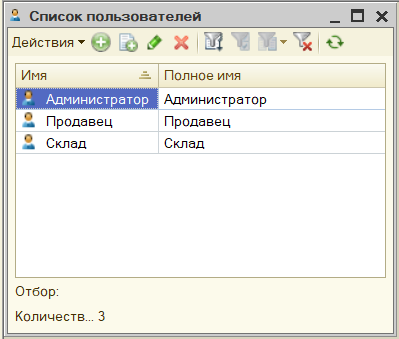 Список пользователей
Действия
Имя Полное имя
Администратор Администратор
Продавец Продавец
Склад Склад
Отбор:
Количеств... 3